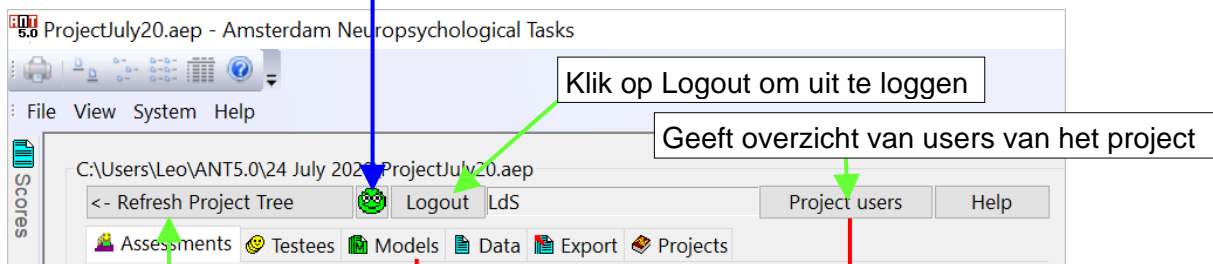 ANT 5.0 ProjectJuly20.aep - Amsterdam Neuropsychological Tasks
Klik op Logout om uit te loggen
File View System Help
Geeft overzicht van users van het project
Scores
C:\Users\Leo\ANT5.0\24 July 2020\ProjectJuly20.aep
<- Refresh Project Tree Logout LdS Project users Help
Assessments Testees Models Data Export Projects